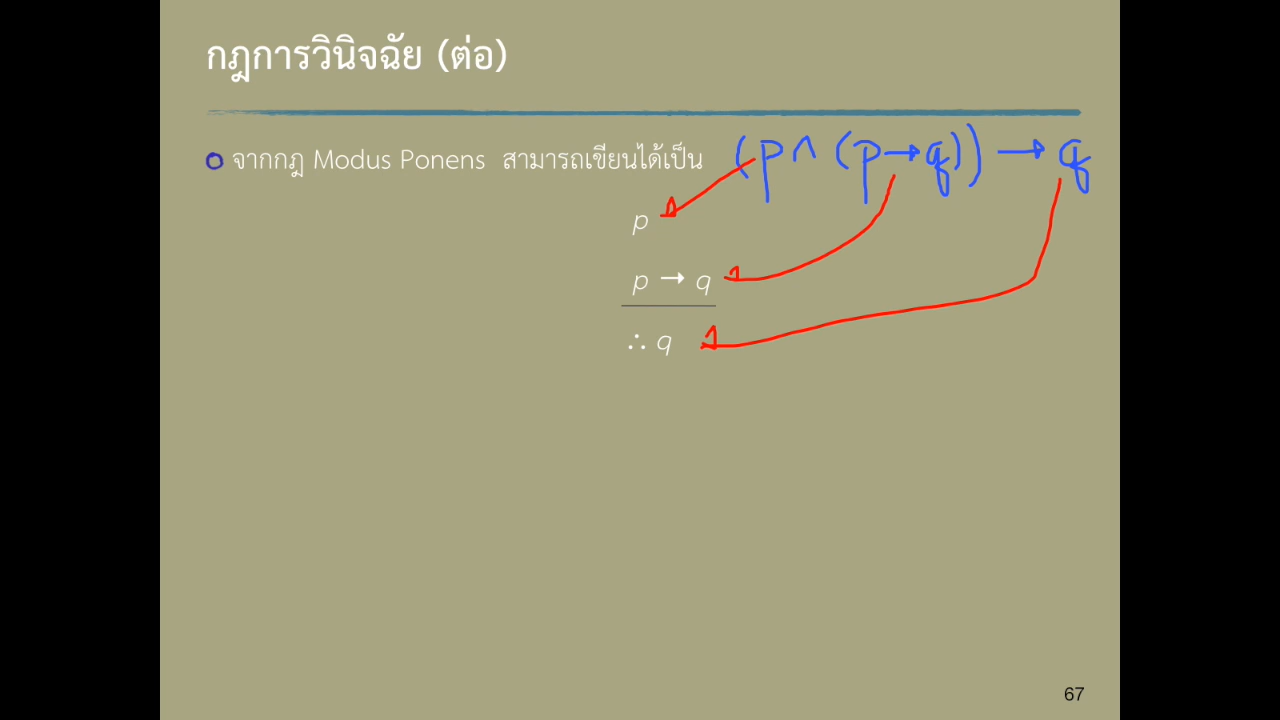 กฎการวินิจฉัย (ต่อ)
จากกฎ Modus Ponens สามารถเขียนได้เป็น (p ∧ (p → q)) → q
p
p → q
∴ q
67